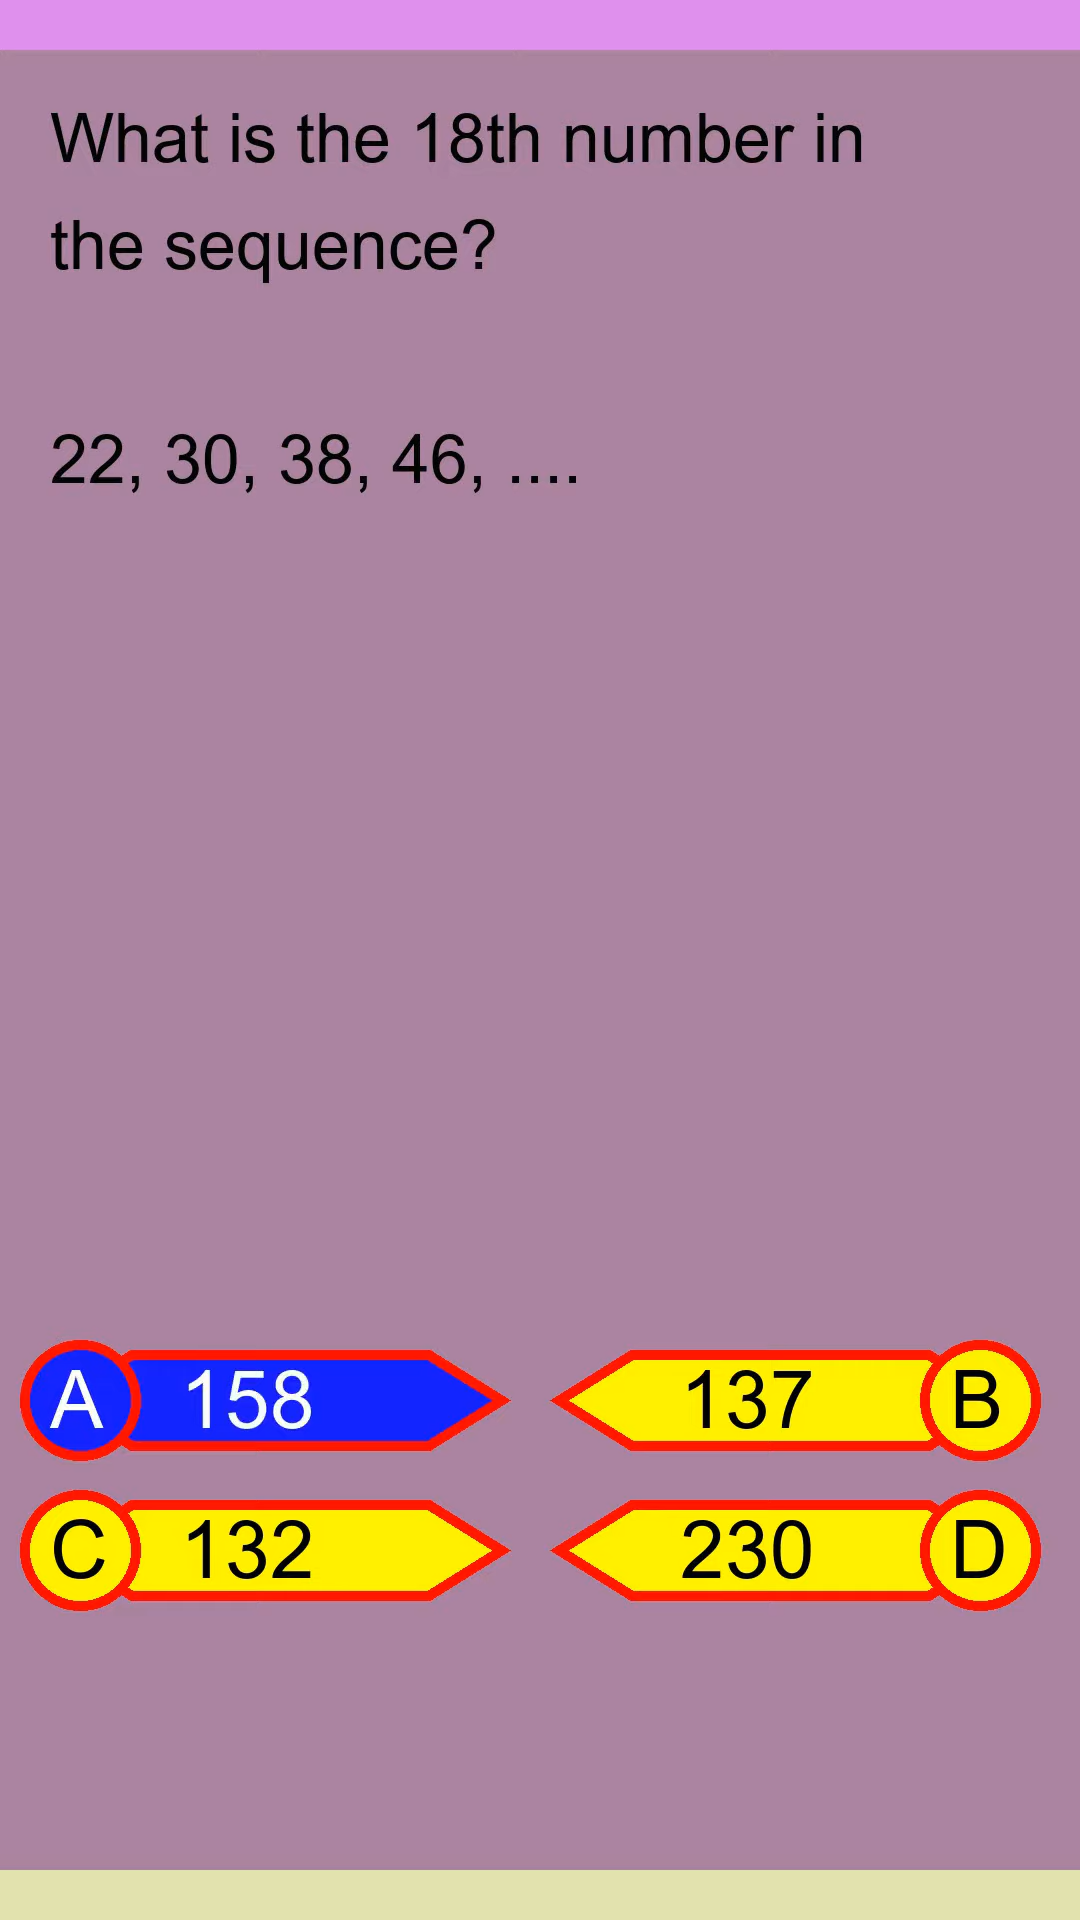 What is the 18th number in
the sequence?
22, 30, 38, 46, ....
A 158
137 B
C 132
230 D